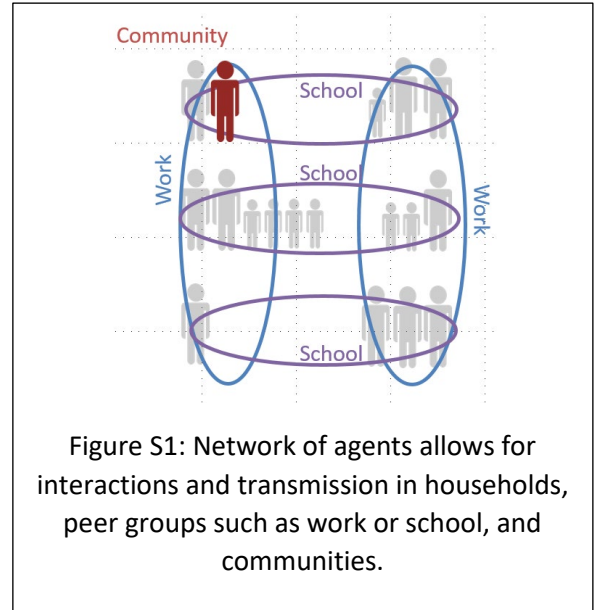 Community
School
School
Work
Work
School
Figure S1: Network of agents allows for
interactions and transmission in households,
peer groups such as work or school, and
communities.